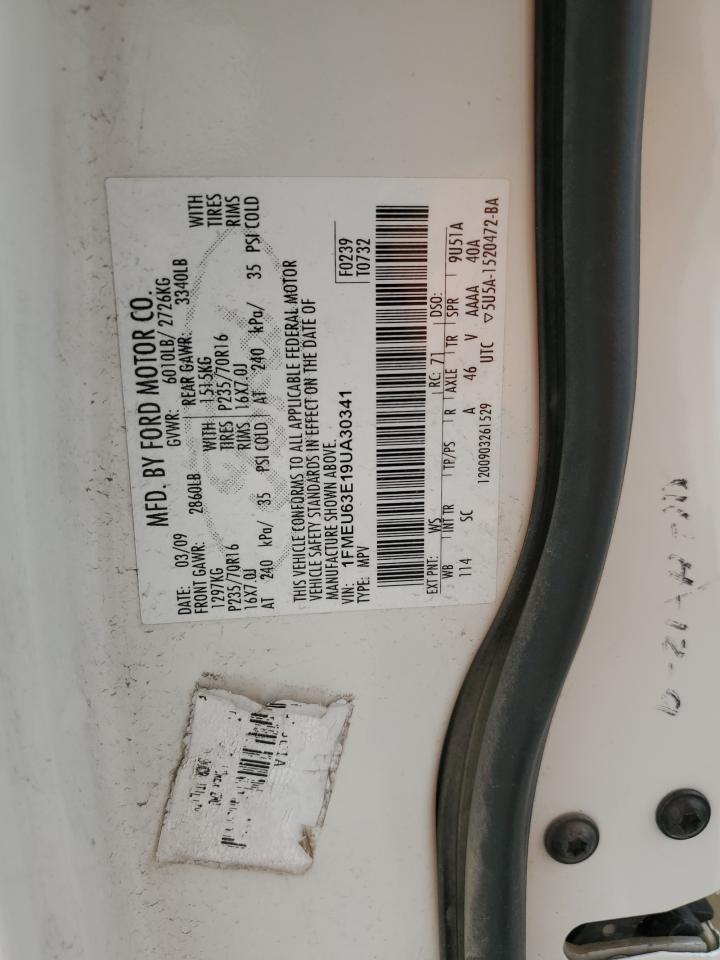 MFD. BY FORD MOTOR CO.
DATE: 03/09 GVWR: 6010LB/ 2726KG
FRONT GAWR: 2860LB REAR GAWR: 3340LB
1297KG WITH 1515KG WITH
P235/70R16 TIRES P235/70R16 TIRES
16X7.0J RIMS 16X7.0J RIMS
AT 240 kPa/ 35 PSI COLD AT 240 kPa/ 35 PSI COLD
THIS VEHICLE CONFORMS TO ALL APPLICABLE FEDERAL MOTOR
VEHICLE SAFETY STANDARDS IN EFFECT ON THE DATE OF
MANUFACTURE SHOWN ABOVE.
VIN: 1FMEU63E19UA30341 F0239
TYPE: MPV T0732
EXT PNT: WS RC: 71 DSO:
WB INT TR TP/PS R AXLE TR SPR 9U51A
114 SC A 46 V AAAA 40A
1200903261529 UTC ▽5U5A-1520472-BA